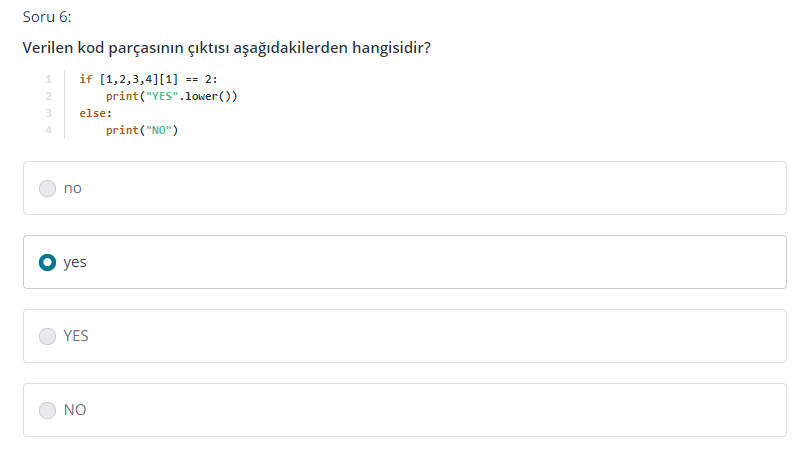 Soru 6:
Verilen kod parçasının çıktısı aşağıdakilerden hangisidir?
1 if [1,2,3,4][1] == 2:
2     print("YES".lower())
3 else:
4     print("NO")
no
yes
YES
NO